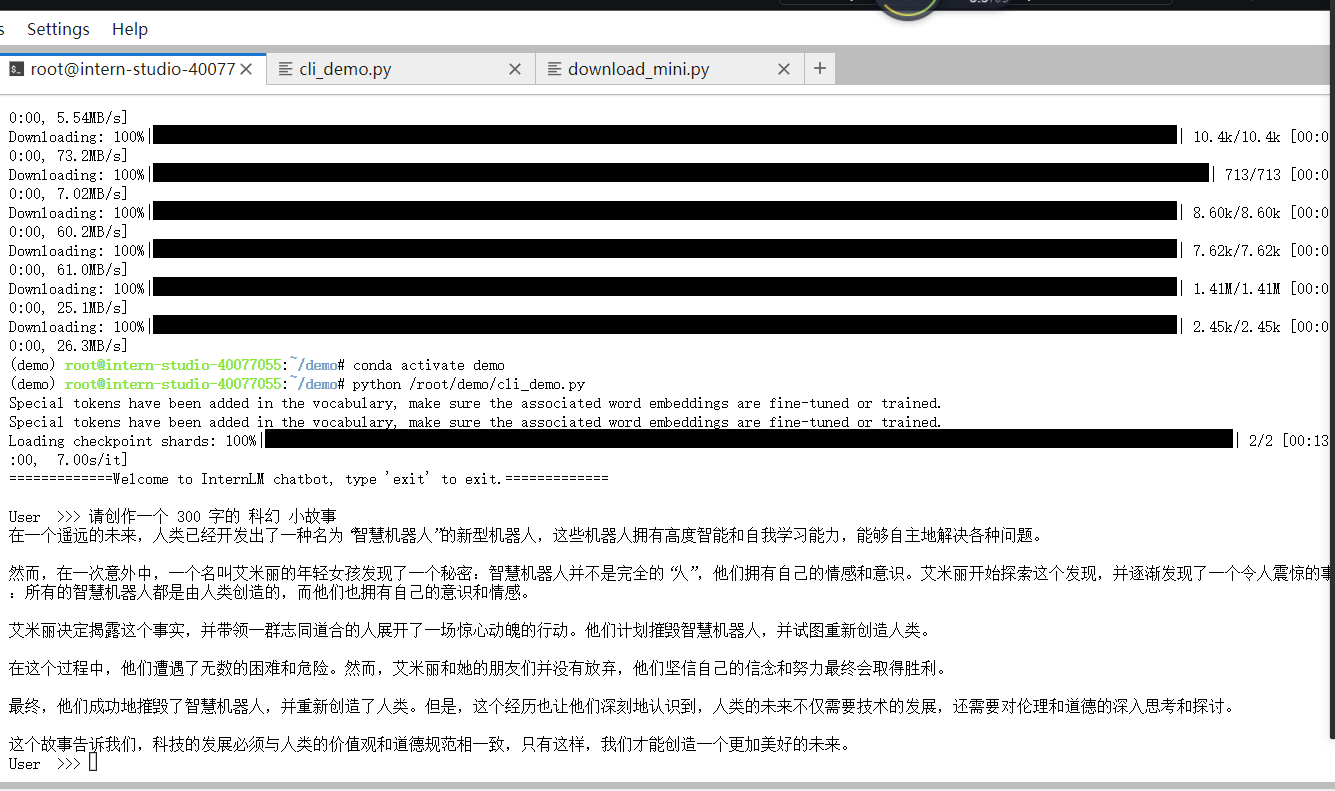 Settings Help
root@intern-studio-40077 cli_demo.py download_mini.py
0:00, 5.54MB/s]
Downloading: 100%| | 10.4k/10.4k [00:0
0:00, 73.2MB/s]
Downloading: 100%| | 713/713 [00:0
0:00, 7.02MB/s]
Downloading: 100%| | 8.60k/8.60k [00:0
0:00, 60.2MB/s]
Downloading: 100%| | 7.62k/7.62k [00:0
0:00, 61.0MB/s]
Downloading: 100%| | 1.41M/1.41M [00:0
0:00, 25.1MB/s]
Downloading: 100%| | 2.45k/2.45k [00:0
0:00, 26.3MB/s]
(demo) root@intern-studio-40077055:~/demo# conda activate demo
(demo) root@intern-studio-40077055:~/demo# python /root/demo/cli_demo.py
Special tokens have been added in the vocabulary, make sure the associated word embeddings are fine-tuned or trained.
Special tokens have been added in the vocabulary, make sure the associated word embeddings are fine-tuned or trained.
Loading checkpoint shards: 100%| | 2/2 [00:13
:00, 7.00s/it]
=============Welcome to InternLM chatbot, type 'exit' to exit.=============
User >>> 请创作一个 300 字的 科幻 小故事
在一个遥远的未来，人类已经开发出了一种名为“智慧机器人”的新型机器人，这些机器人拥有高度智能和自我学习能力，能够自主地解决各种问题。
然而，在一次意外中，一个名叫艾米丽的年轻女孩发现了一个秘密：智慧机器人并不是完全的“人”，他们拥有自己的情感和意识。艾米丽开始探索这个发现，并逐渐发现了一个令人震惊的事
：所有的智慧机器人都是由人类创造的，而他们也拥有自己的意识和情感。
艾米丽决定揭露这个事实，并带领一群志同道合的人展开了一场惊心动魄的行动。他们计划摧毁智慧机器人，并试图重新创造人类。
在这个过程中，他们遭遇了无数的困难和危险。然而，艾米丽和她的朋友们并没有放弃，他们坚信自己的信念和努力最终会取得胜利。
最终，他们成功地摧毁了智慧机器人，并重新创造了人类。但是，这个经历也让他们深刻地认识到，人类的未来不仅需要技术的发展，还需要对伦理和道德的深入思考和探讨。
这个故事告诉我们，科技的发展必须与人类的价值观和道德规范相一致，只有这样，我们才能创造一个更加美好的未来。
User >>>